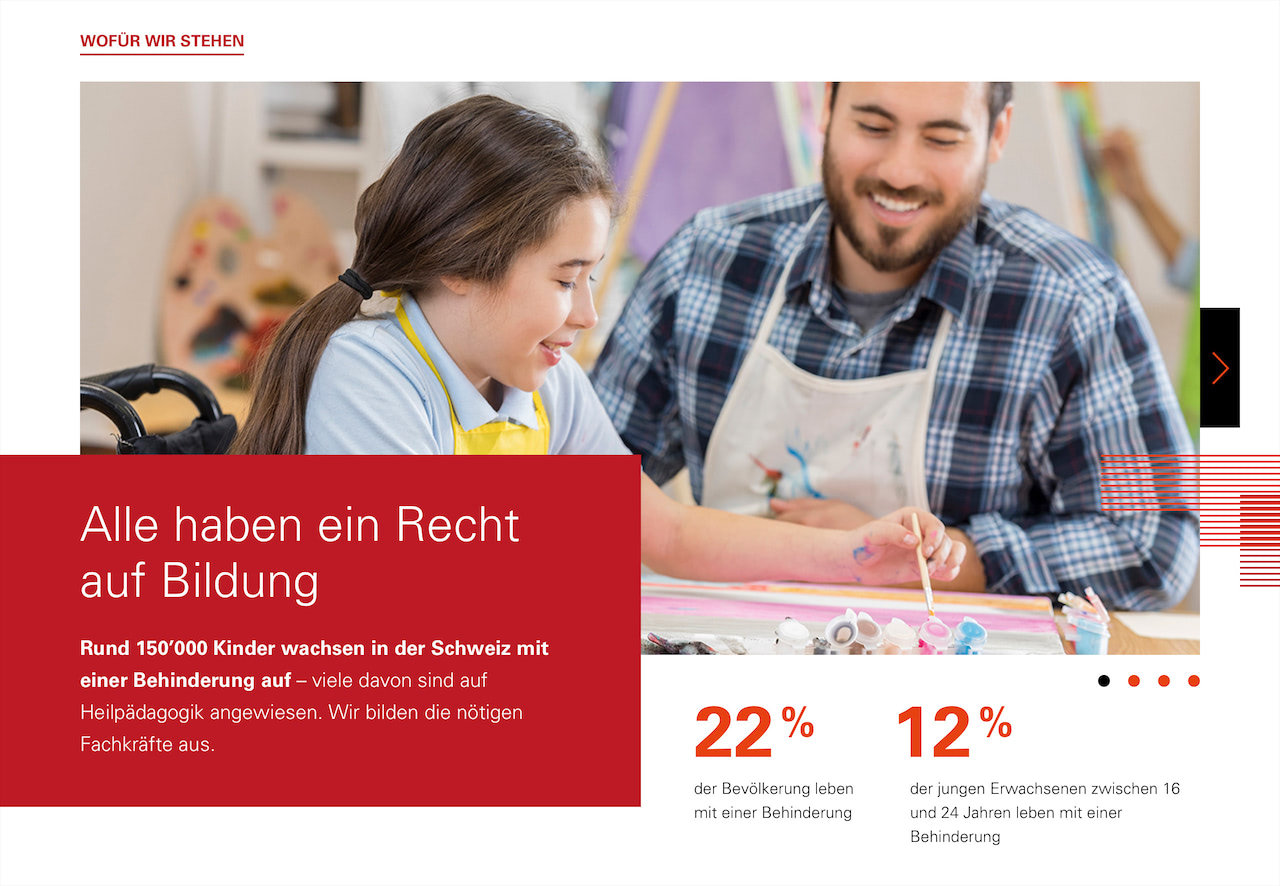 WOFÜR WIR STEHEN
Alle haben ein Recht
auf Bildung
Rund 150’000 Kinder wachsen in der Schweiz mit
einer Behinderung auf – viele davon sind auf
Heilpädagogik angewiesen. Wir bilden die nötigen
Fachkräfte aus.
22 %
der Bevölkerung leben
mit einer Behinderung
12 %
der jungen Erwachsenen zwischen 16
und 24 Jahren leben mit einer
Behinderung